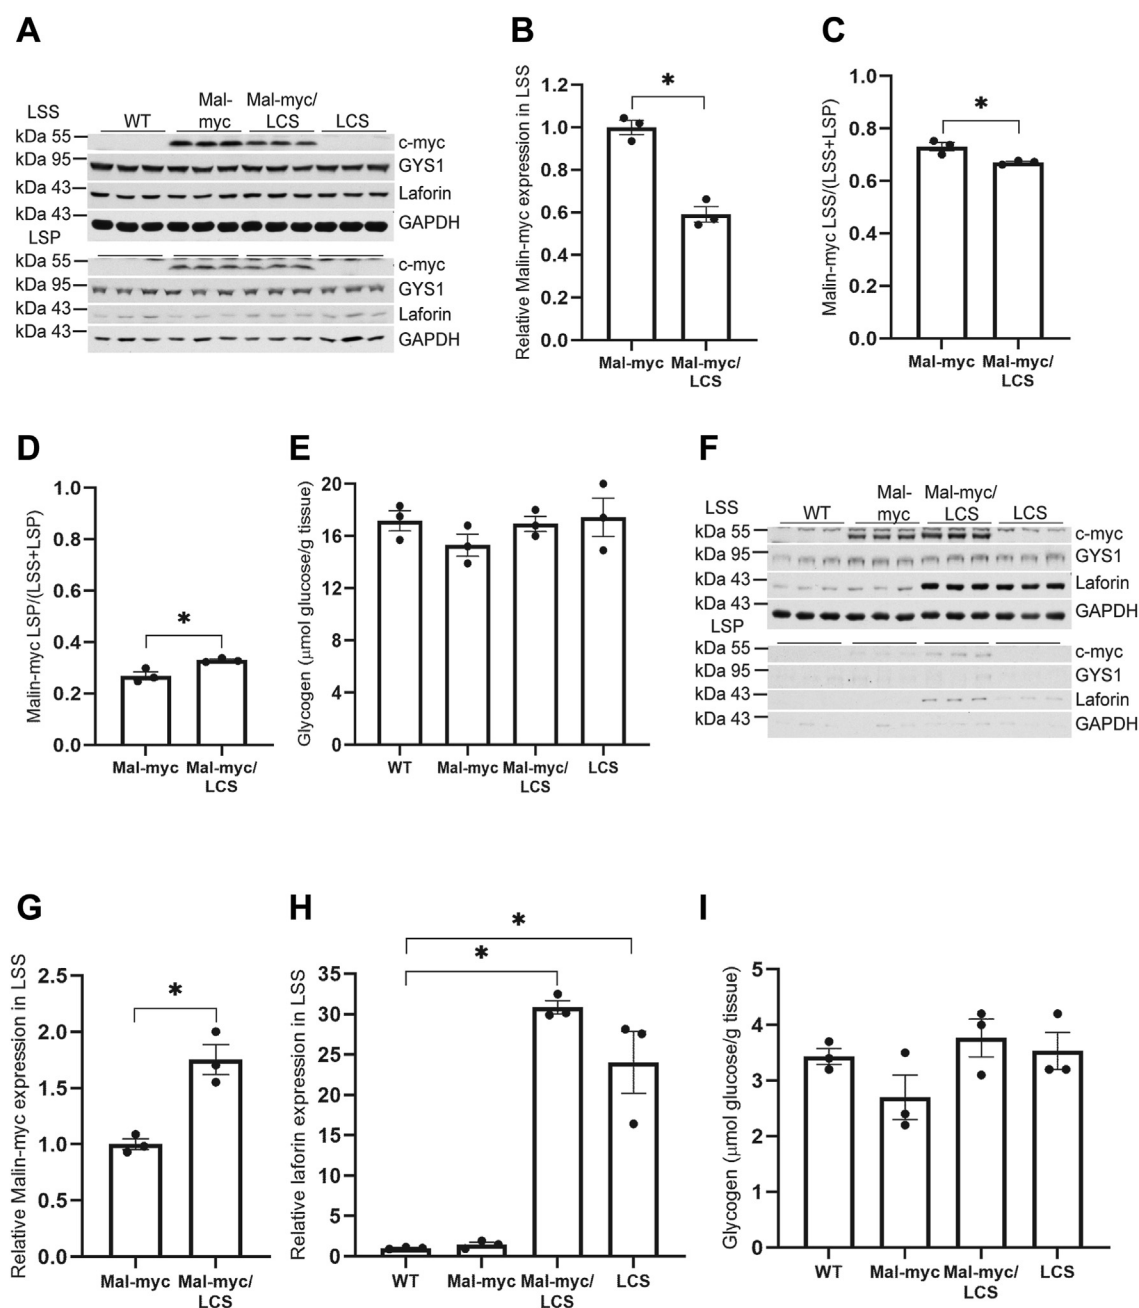 A
LSS
WT
Mal-
myc
Mal-myc/
LCS
LCS
kDa 55
c-myc
kDa 95
GYS1
kDa 43
Laforin
kDa 43
GAPDH
LSP
kDa 55
c-myc
kDa 95
GYS1
kDa 43
Laforin
kDa 43
GAPDH
B
Relative Malin-myc expression in LSS
1.2
1.0
0.8
0.6
0.4
0.2
0.0
*
Mal-myc
Mal-myc/
LCS
C
Malin-myc LSS/(LSS+LSP)
1.0
0.8
0.6
0.4
0.2
0.0
*
Mal-myc
Mal-myc/
LCS
D
Malin-myc LSP/(LSS+LSP)
1.0
0.8
0.6
0.4
0.2
0.0
*
Mal-myc
Mal-myc/
LCS
E
Glycogen (μmol glucose/g tissue)
20
16
12
8
4
0
WT
Mal-myc
Mal-myc/
LCS
LCS
F
LSS
WT
Mal-
myc
Mal-myc/
LCS
LCS
kDa 55
c-myc
kDa 95
GYS1
kDa 43
Laforin
kDa 43
GAPDH
LSP
kDa 55
c-myc
kDa 95
GYS1
kDa 43
Laforin
kDa 43
GAPDH
G
Relative Malin-myc expression in LSS
2.5
2.0
1.5
1.0
0.5
0.0
*
Mal-myc
Mal-myc/
LCS
H
Relative laforin expression in LSS
35
30
25
20
15
10
5
0
*
*
WT
Mal-myc
Mal-myc/
LCS
LCS
I
Glycogen (μmol glucose/g tissue)
5
4
3
2
1
0
WT
Mal-myc
Mal-myc/
LCS
LCS